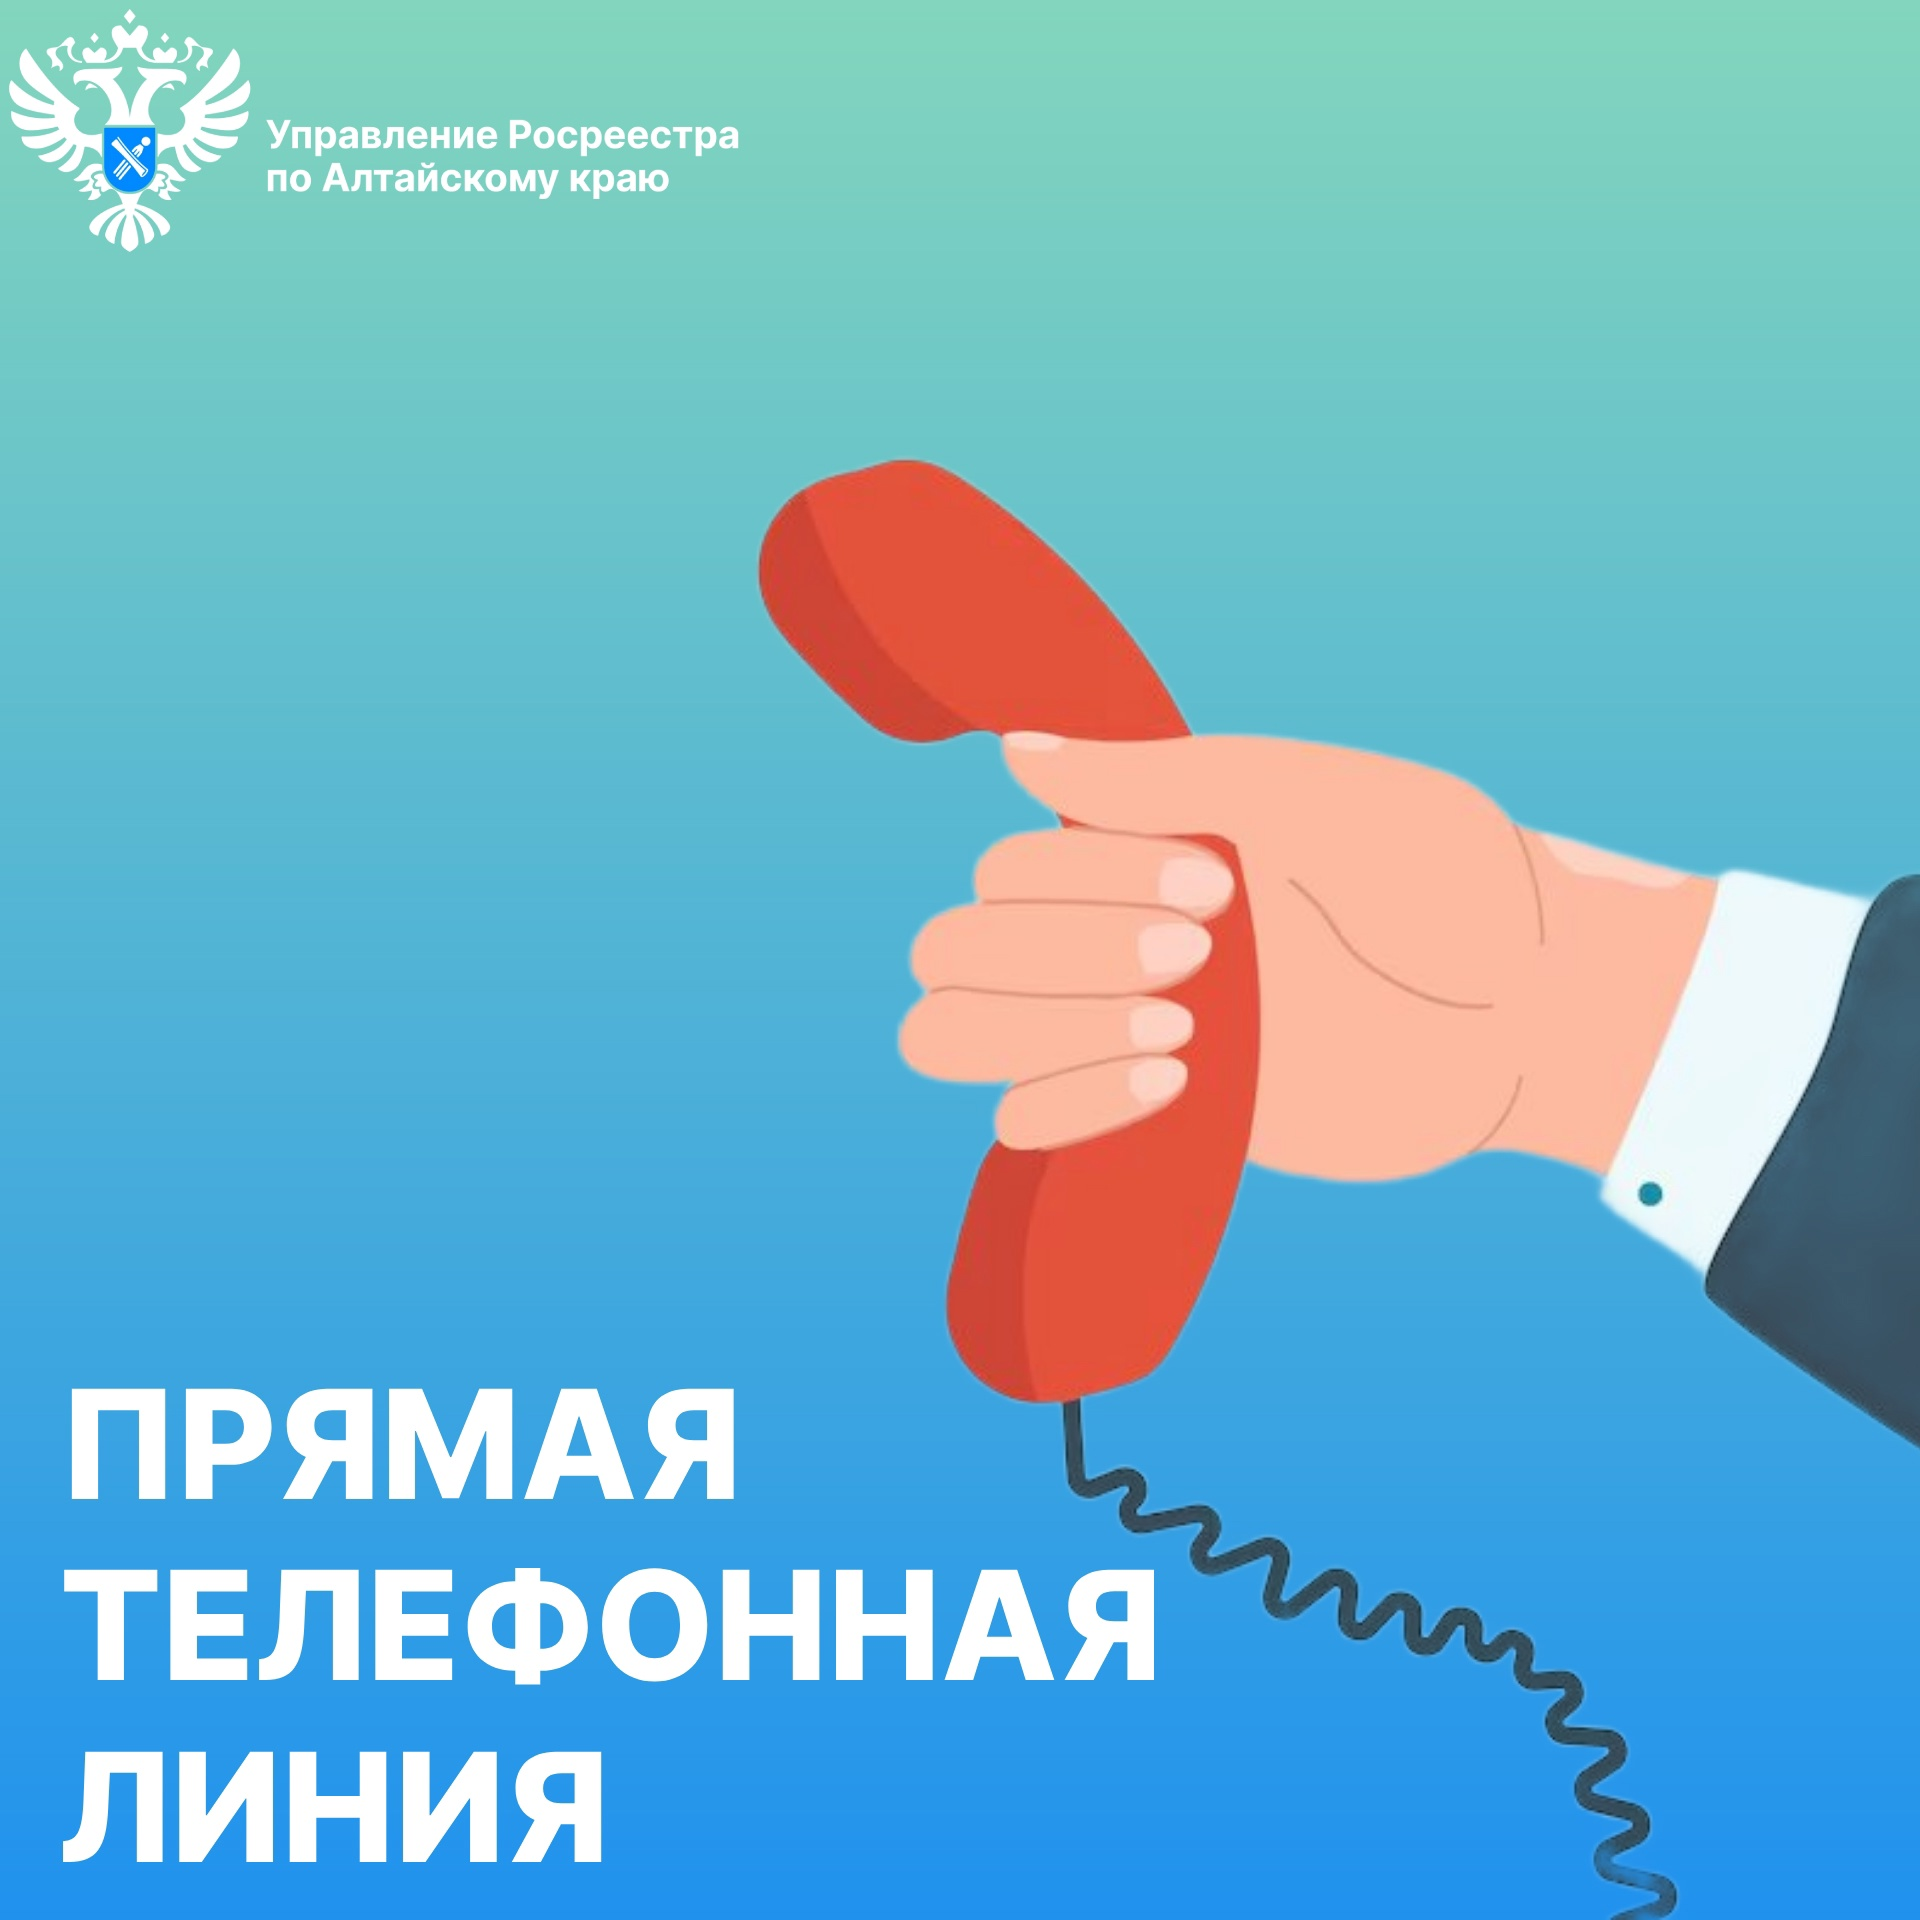 Управление Росреестра
по Алтайскому краю
ПРЯМАЯ
ТЕЛЕФОННАЯ
ЛИНИЯ